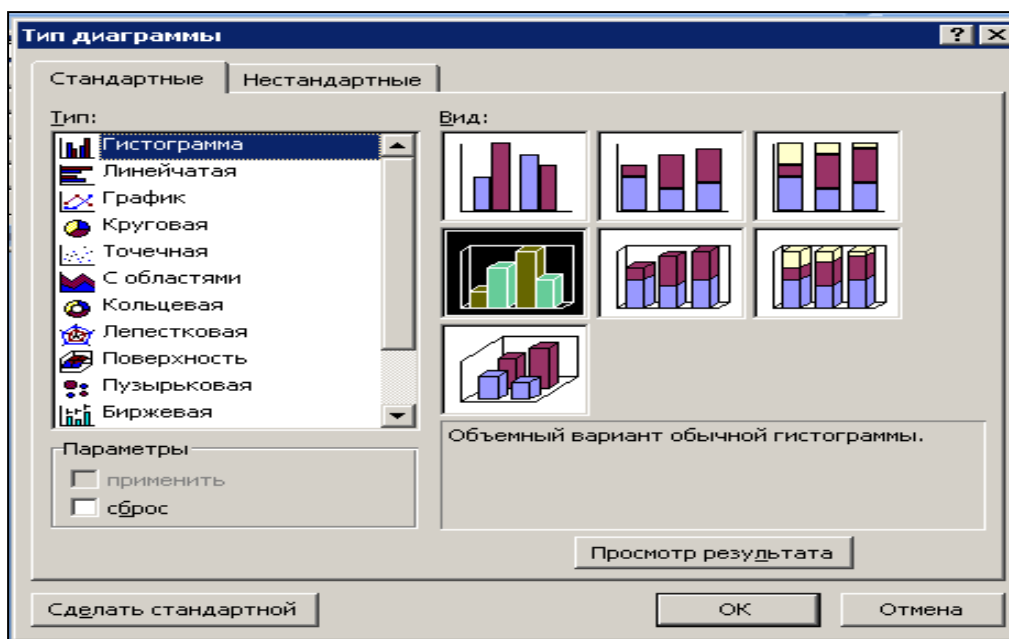 Тип диаграммы
Стандартные
Нестандартные
Тип:
Гистограмма
Линейчатая
График
Круговая
Точечная
С областями
Кольцевая
Лепестковая
Поверхность
Пузырьковая
Биржевая
Параметры
применить
сброс
Вид:
Объемный вариант обычной гистограммы.
Просмотр результата
Сделать стандартной
ОК
Отмена